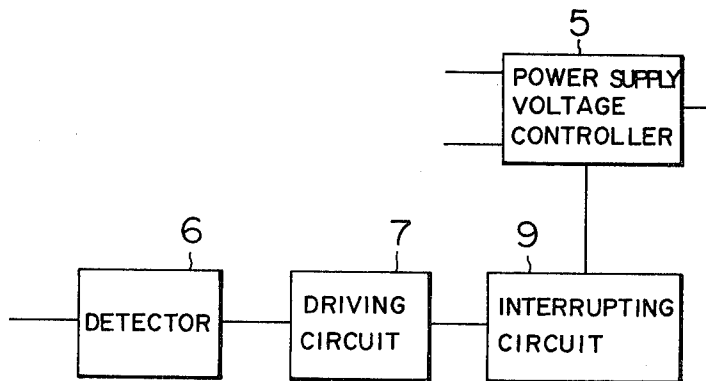 5
POWER SUPPLY
VOLTAGE
CONTROLLER
6
7
9
DETECTOR
DRIVING
CIRCUIT
INTERRUPTING
CIRCUIT